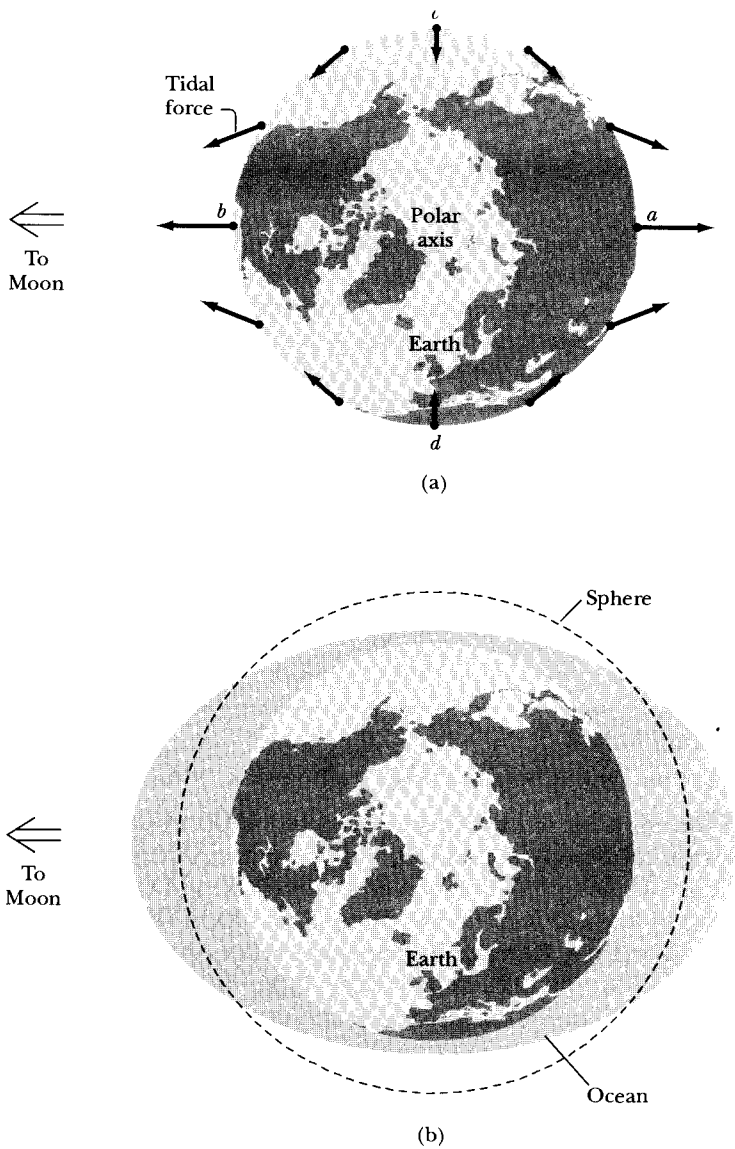 c
Tidal
force
b
a
Polar
axis
To
Moon
Earth
d
(a)
Sphere
To
Moon
Earth
Ocean
(b)